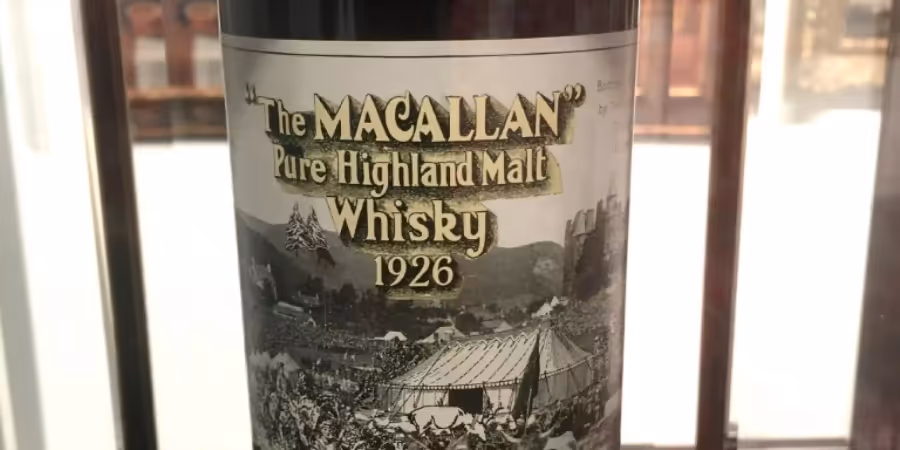 "The MACALLAN"
Pure Highland Malt
Whisky
1926